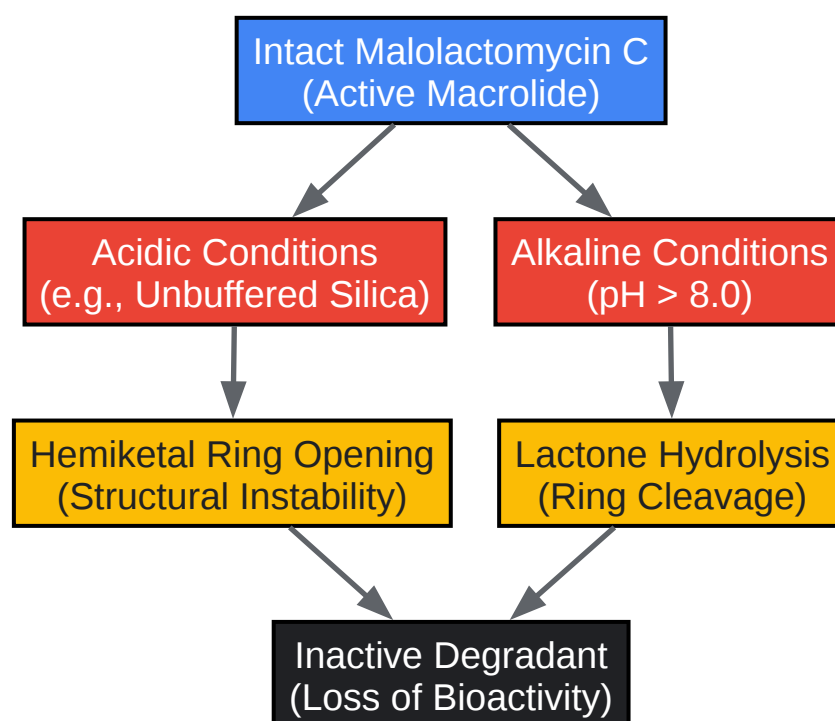 Intact Malolactomycin C
(Active Macrolide)
Acidic Conditions
(e.g., Unbuffered Silica)
Alkaline Conditions
(pH > 8.0)
Hemiketal Ring Opening
(Structural Instability)
Lactone Hydrolysis
(Ring Cleavage)
Inactive Degradant
(Loss of Bioactivity)